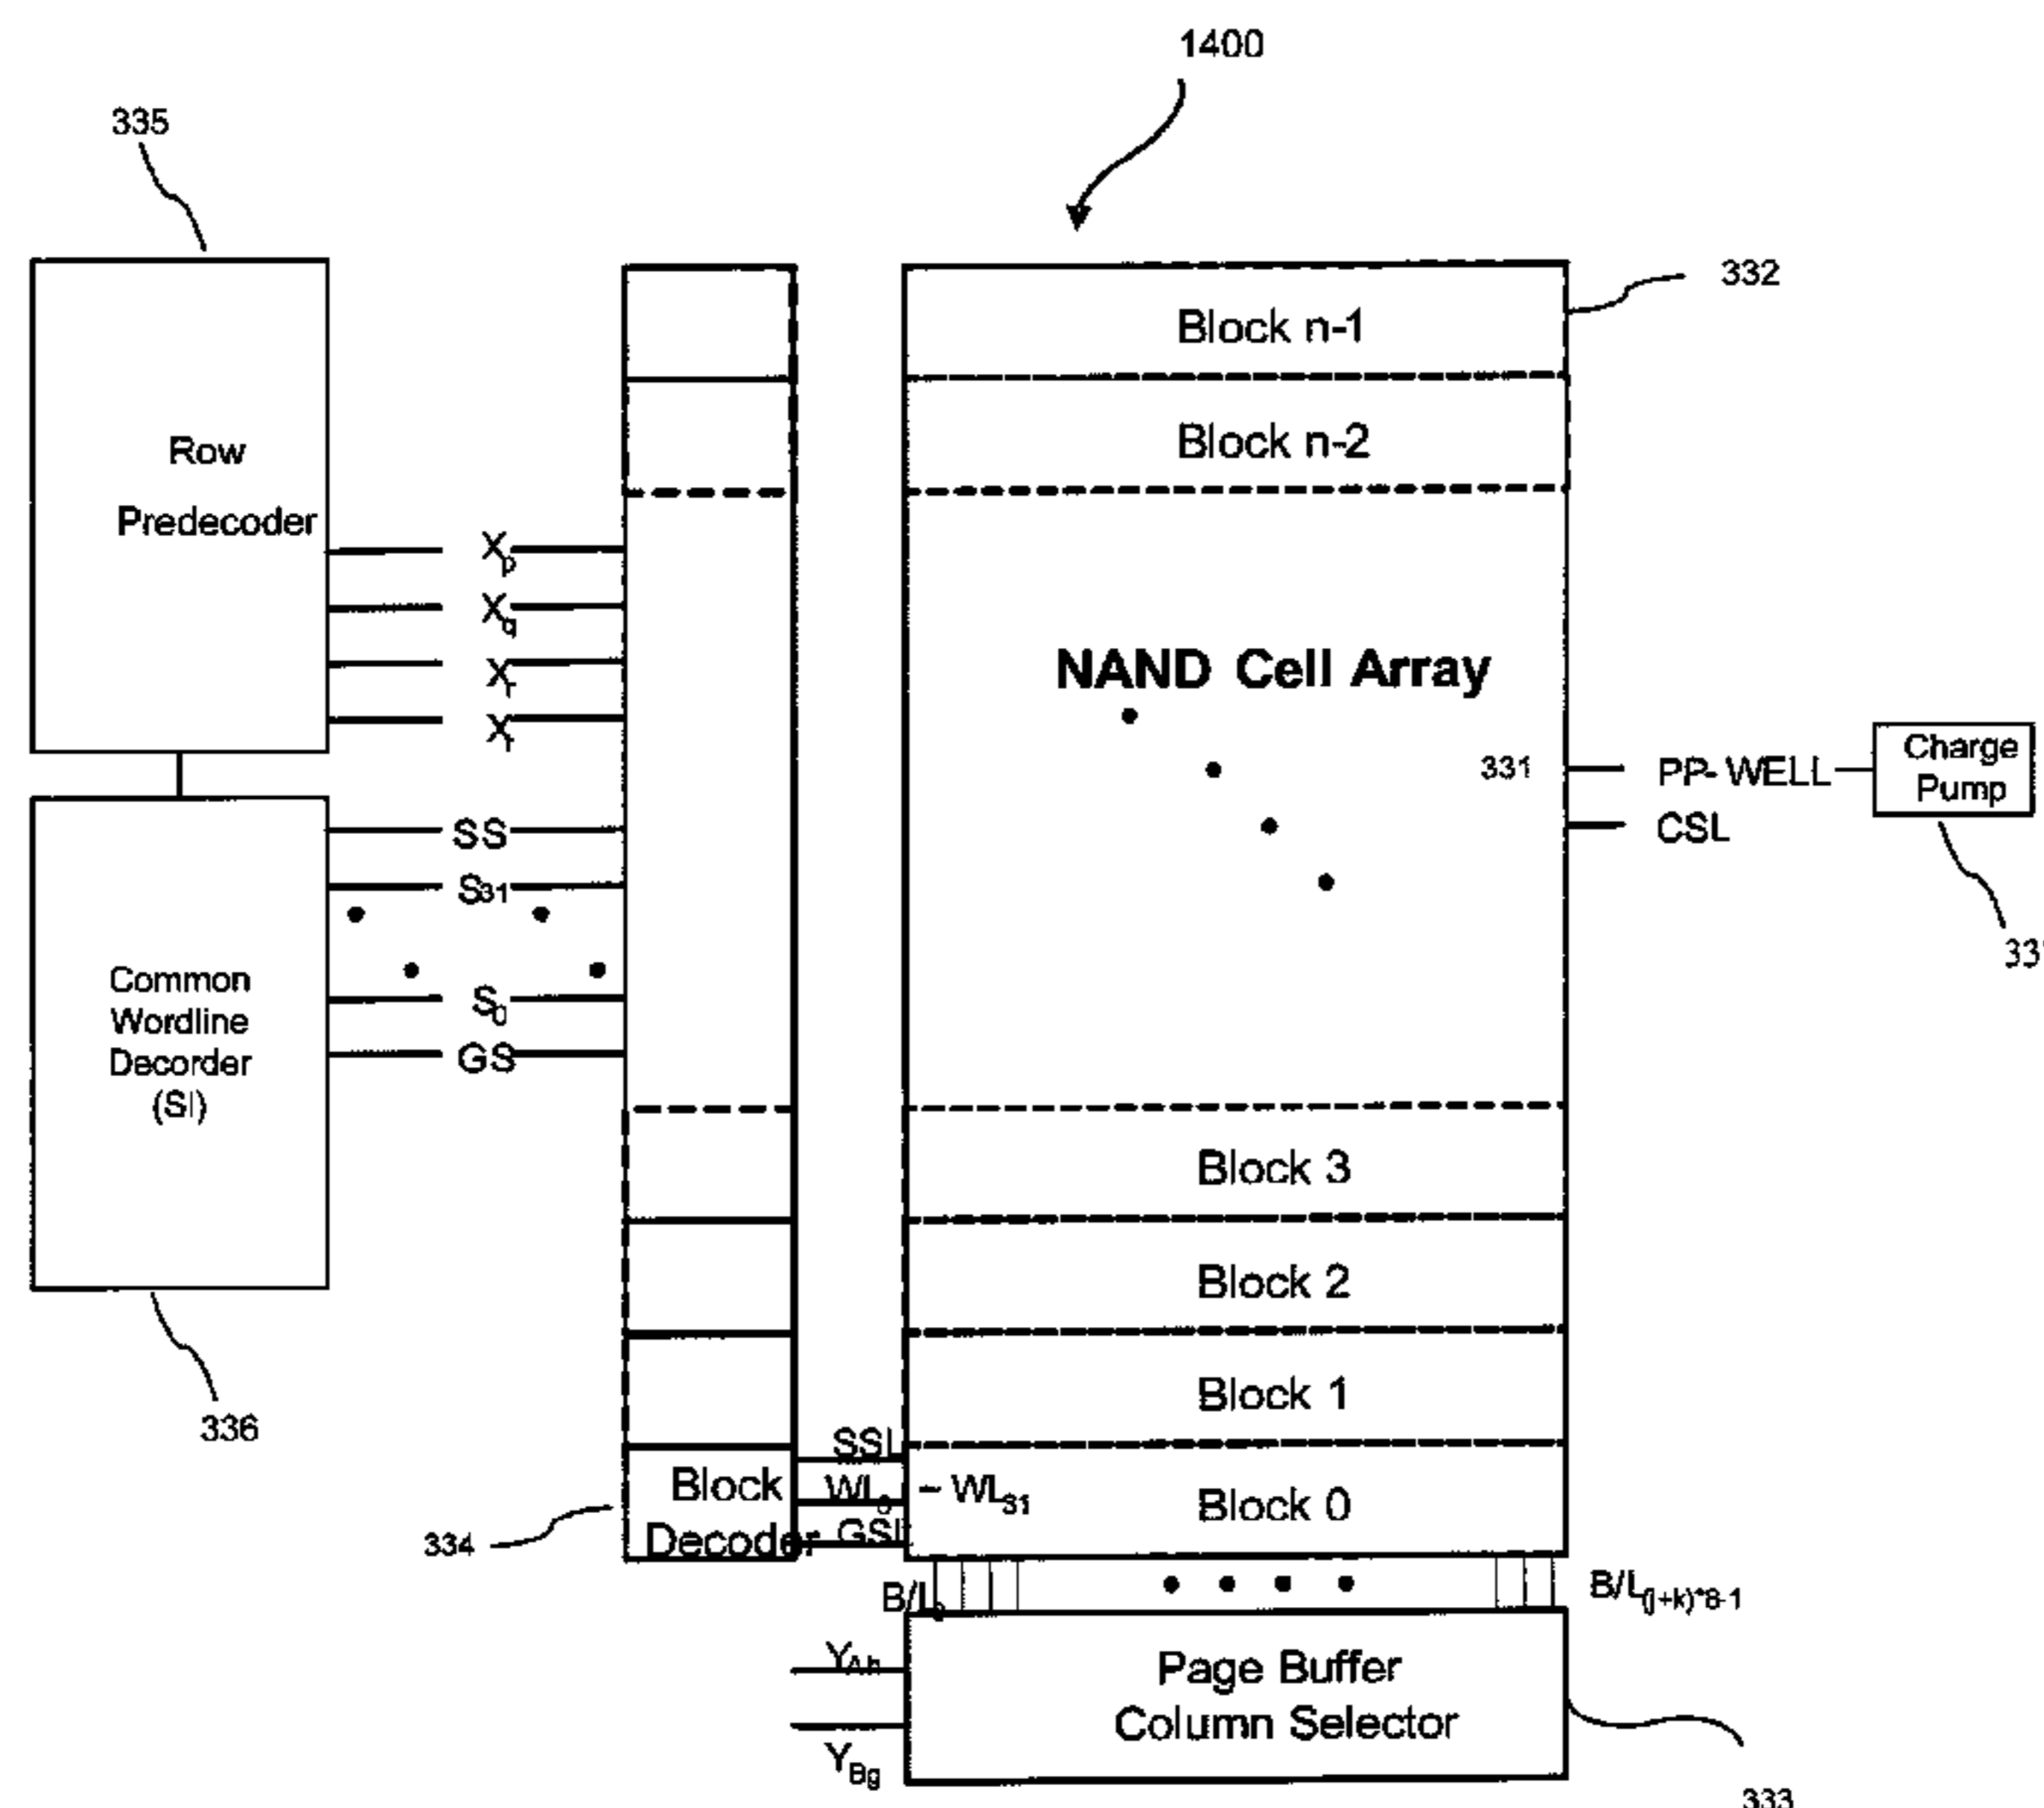 1400
335
332
Block n-1
Block n-2
Row
Predecoder
Xp
Xq
Xr
Xr
NAND Cell Array
331
PP-WELL
Charge
Pump
CSL
SS
S31
S0
GS
Common
Wordline
Decorder
(SI)
Block 3
Block 2
Block 1
336
SSL
Block
Decoder
WL0 - WL31
GSL
Block 0
334
B/L0
B/L(j+k)*8-1
YAh
YBg
Page Buffer
Column Selector
333